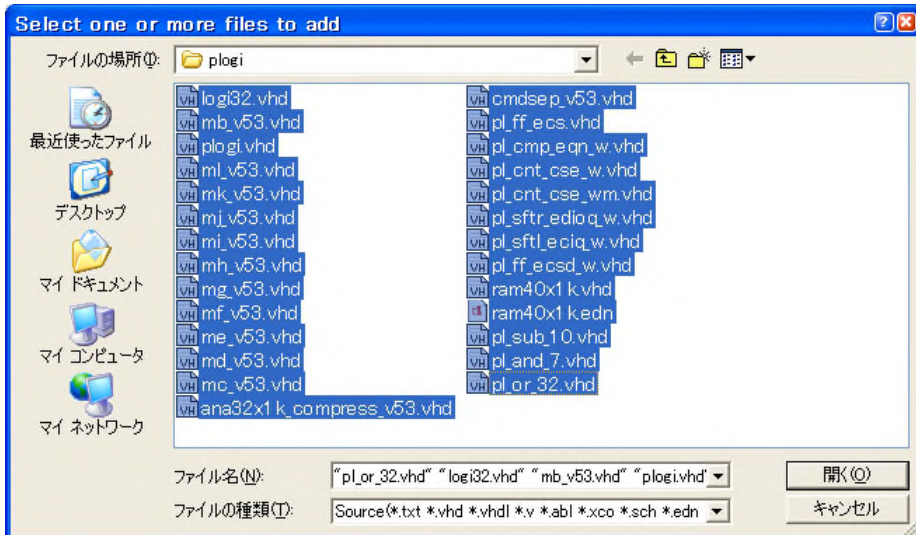 Select one or more files to add
ファイルの場所(I):
plogi
最近使ったファイル
デスクトップ
マイ ドキュメント
マイ コンピュータ
マイ ネットワーク
logi32.vhd
mb_v53.vhd
plogi.vhd
ml_v53.vhd
mk_v53.vhd
mj_v53.vhd
mi_v53.vhd
mh_v53.vhd
mg_v53.vhd
mf_v53.vhd
me_v53.vhd
md_v53.vhd
mc_v53.vhd
ana32x1k_compress_v53.vhd
cmdsep_v53.vhd
pl_ff_ecs.vhd
pl_cmp_eqn_w.vhd
pl_cnt_cse_w.vhd
pl_cnt_cse_wm.vhd
pl_sftr_edioq_w.vhd
pl_sftl_eciq_w.vhd
pl_ff_ecsd_w.vhd
ram40x1k.vhd
ram40x1k.edn
pl_sub_10.vhd
pl_and_7.vhd
pl_or_32.vhd
ファイル名(N):
"pl_or_32.vhd" "logi32.vhd" "mb_v53.vhd" "plogi.vhd"
開く(O)
ファイルの種類(T):
Source(*.txt *.vhd *.vhdl *.v *.abl *.xco *.sch *.edn
キャンセル